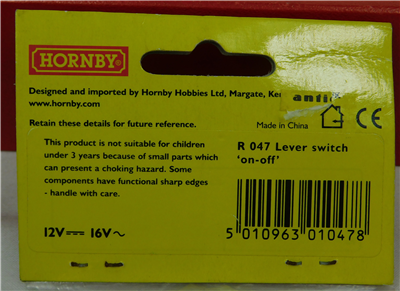 HORNBY
Designed and imported by Hornby Hobbies Ltd, Margate,
www.hornby.com
Retain these details for future reference.
Made in China
This product is not suitable for children
under 3 years because of small parts which
can present a choking hazard. Some
components have functional sharp edges
- handle with care.
12V⎓ 16V~
R 047 Lever switch
'on-off'
5 010963 010478